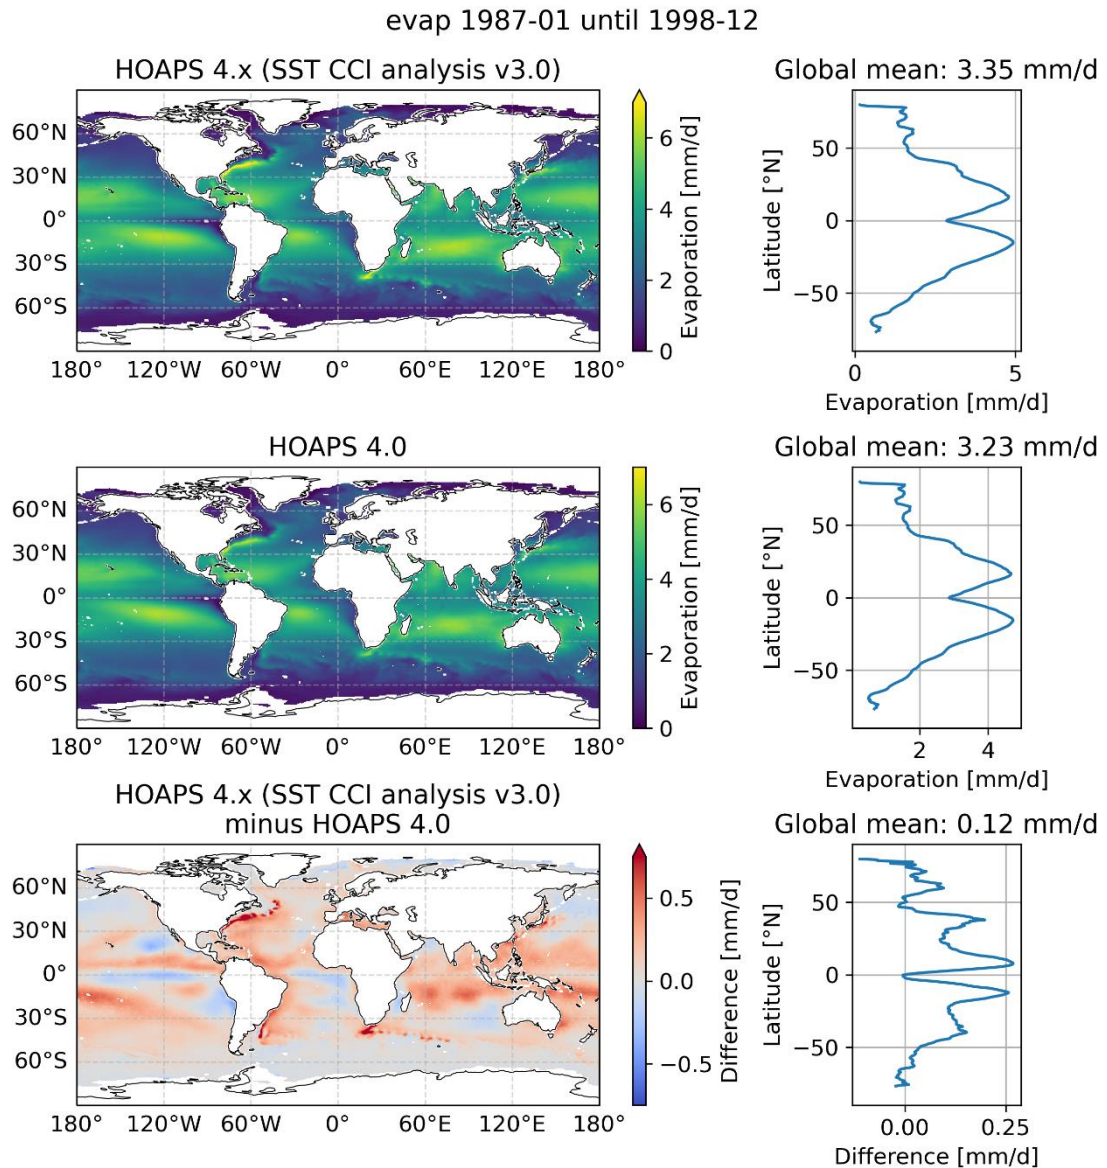 evap 1987-01 until 1998-12
HOAPS 4.x (SST CCI analysis v3.0)
60°N
30°N
0°
30°S
60°S
180°
120°W
60°W
0°
60°E
120°E
180°
6
4
2
0
Evaporation [mm/d]
Global mean: 3.35 mm/d
50
0
−50
Latitude [°N]
0
5
Evaporation [mm/d]
HOAPS 4.0
60°N
30°N
0°
30°S
60°S
180°
120°W
60°W
0°
60°E
120°E
180°
6
4
2
0
Evaporation [mm/d]
Global mean: 3.23 mm/d
50
0
−50
Latitude [°N]
2
4
Evaporation [mm/d]
HOAPS 4.x (SST CCI analysis v3.0)
minus HOAPS 4.0
60°N
30°N
0°
30°S
60°S
180°
120°W
60°W
0°
60°E
120°E
180°
0.5
0.0
−0.5
Difference [mm/d]
Global mean: 0.12 mm/d
50
0
−50
Latitude [°N]
0.00
0.25
Difference [mm/d]